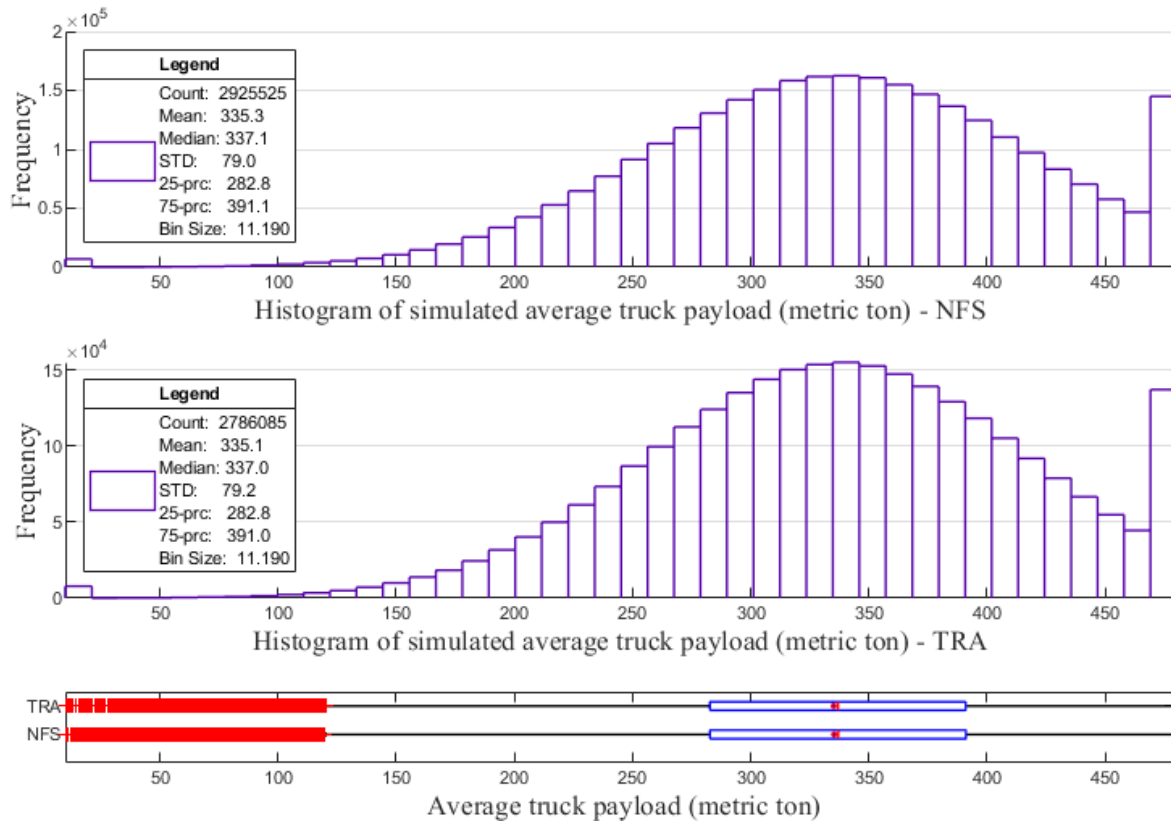 ×10^5
2
1.5
1
0.5
0
Frequency
Legend
Count: 2925525
Mean: 335.3
Median: 337.1
STD: 79.0
25-prc: 282.8
75-prc: 391.1
Bin Size: 11.190
50 100 150 200 250 300 350 400 450
Histogram of simulated average truck payload (metric ton) - NFS
×10^4
15
10
5
0
Frequency
Legend
Count: 2786085
Mean: 335.1
Median: 337.0
STD: 79.2
25-prc: 282.8
75-prc: 391.0
Bin Size: 11.190
50 100 150 200 250 300 350 400 450
Histogram of simulated average truck payload (metric ton) - TRA
TRA
NFS
50 100 150 200 250 300 350 400 450
Average truck payload (metric ton)